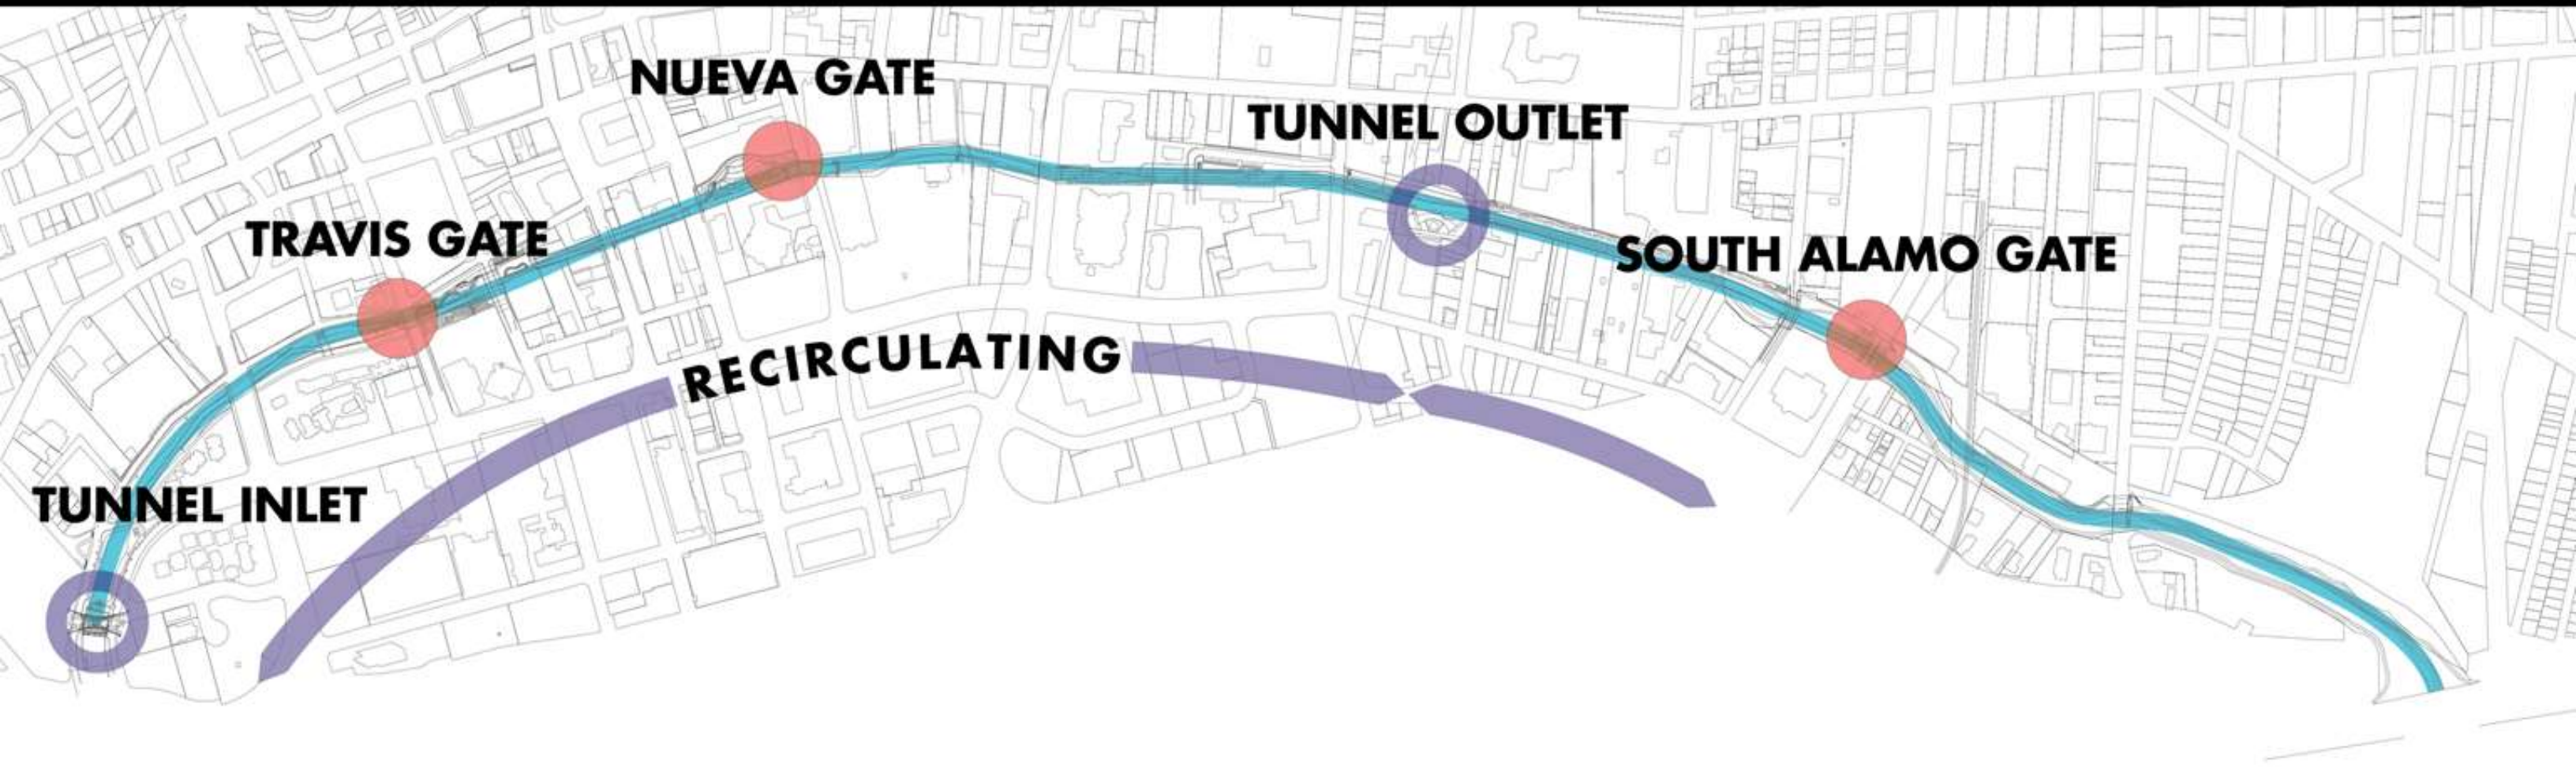 NUEVA GATE
TUNNEL OUTLET
TRAVIS GATE
SOUTH ALAMO GATE
RECIRCULATING
TUNNEL INLET